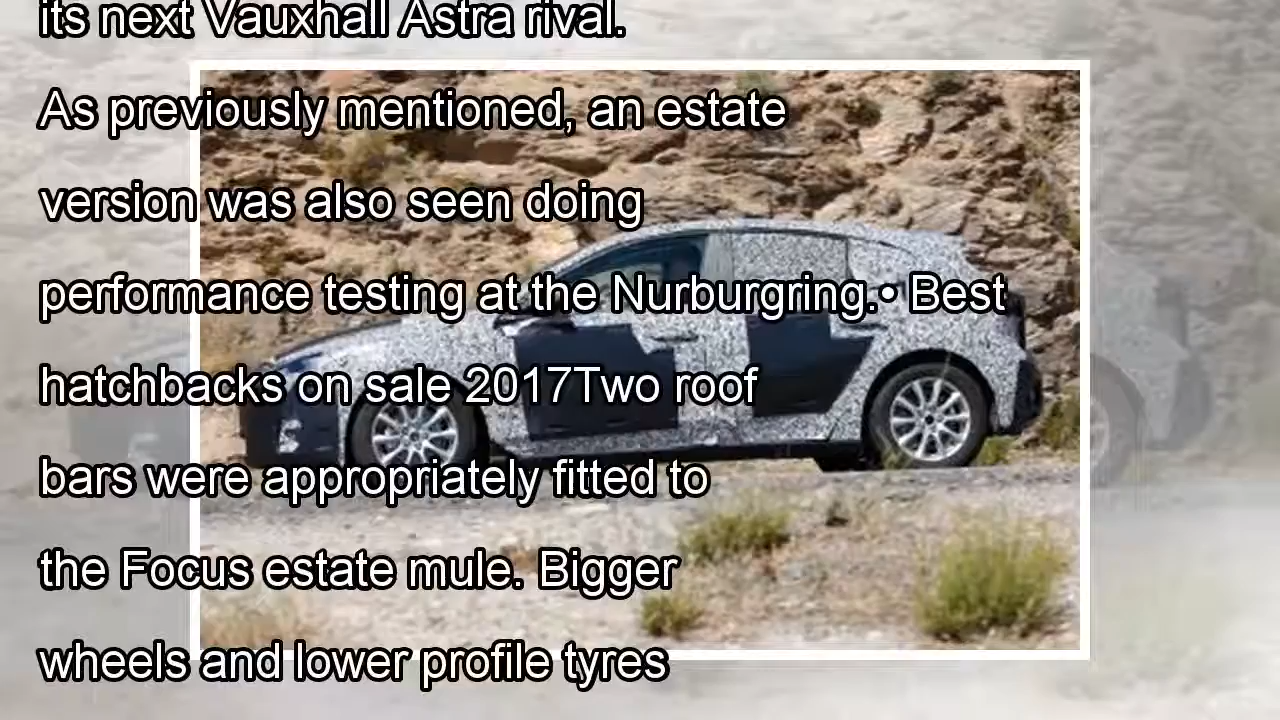 its next Vauxhall Astra rival.
As previously mentioned, an estate
version was also seen doing
performance testing at the Nurburgring.• Best
hatchbacks on sale 2017Two roof
bars were appropriately fitted to
the Focus estate mule. Bigger
wheels and lower profile tyres